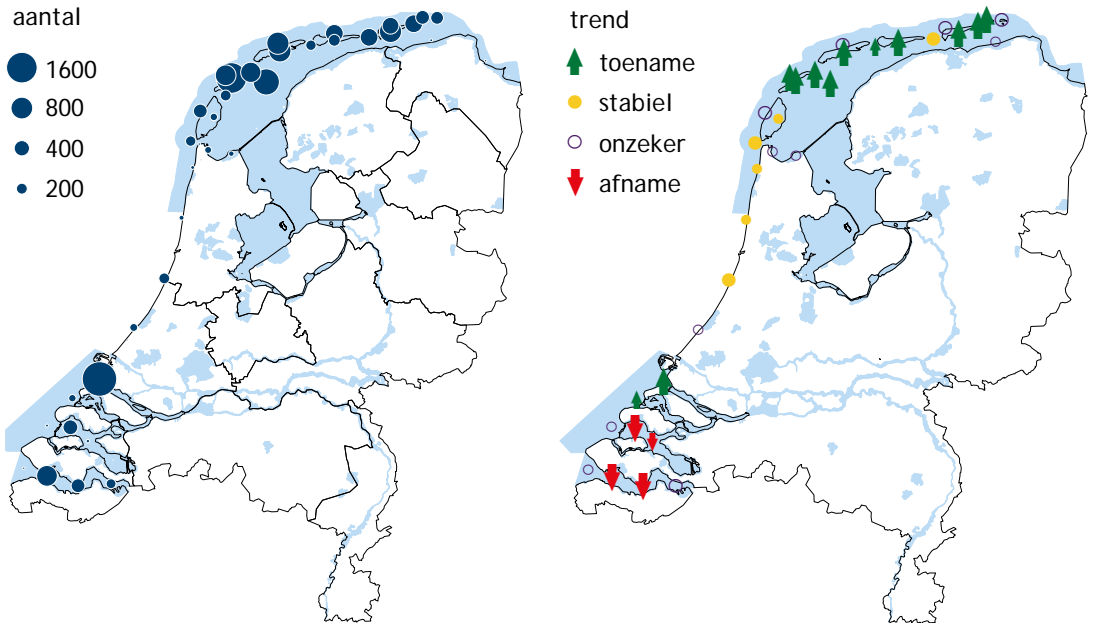 aantal
1600
800
400
200
trend
toename
stabiel
onzeker
afname